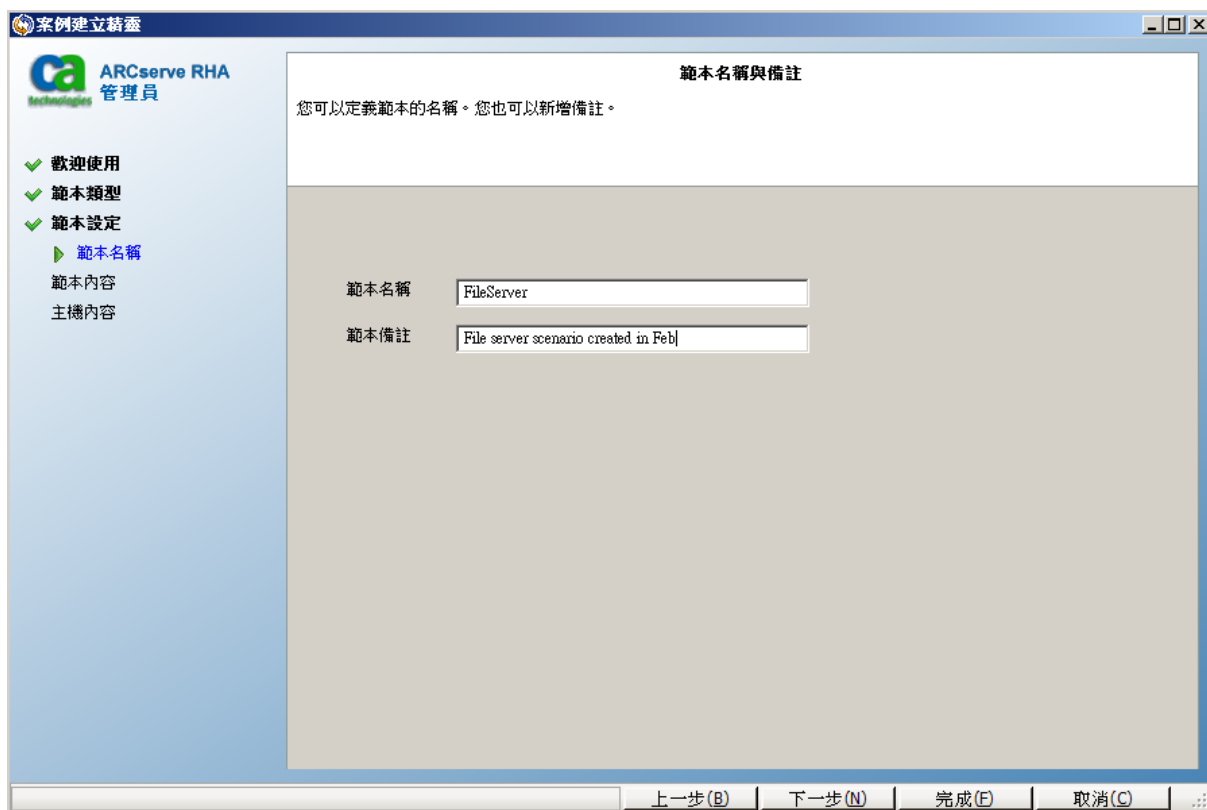 案例建立精靈
ca
technologies
ARCserve RHA
管理員
歡迎使用
範本類型
範本設定
範本名稱
範本內容
主機內容
範本名稱與備註
您可以定義範本的名稱。您也可以新增備註。
範本名稱 FileServer
範本備註 File server scenario created in Feb
上一步(B) 下一步(N) 完成(F) 取消(C)